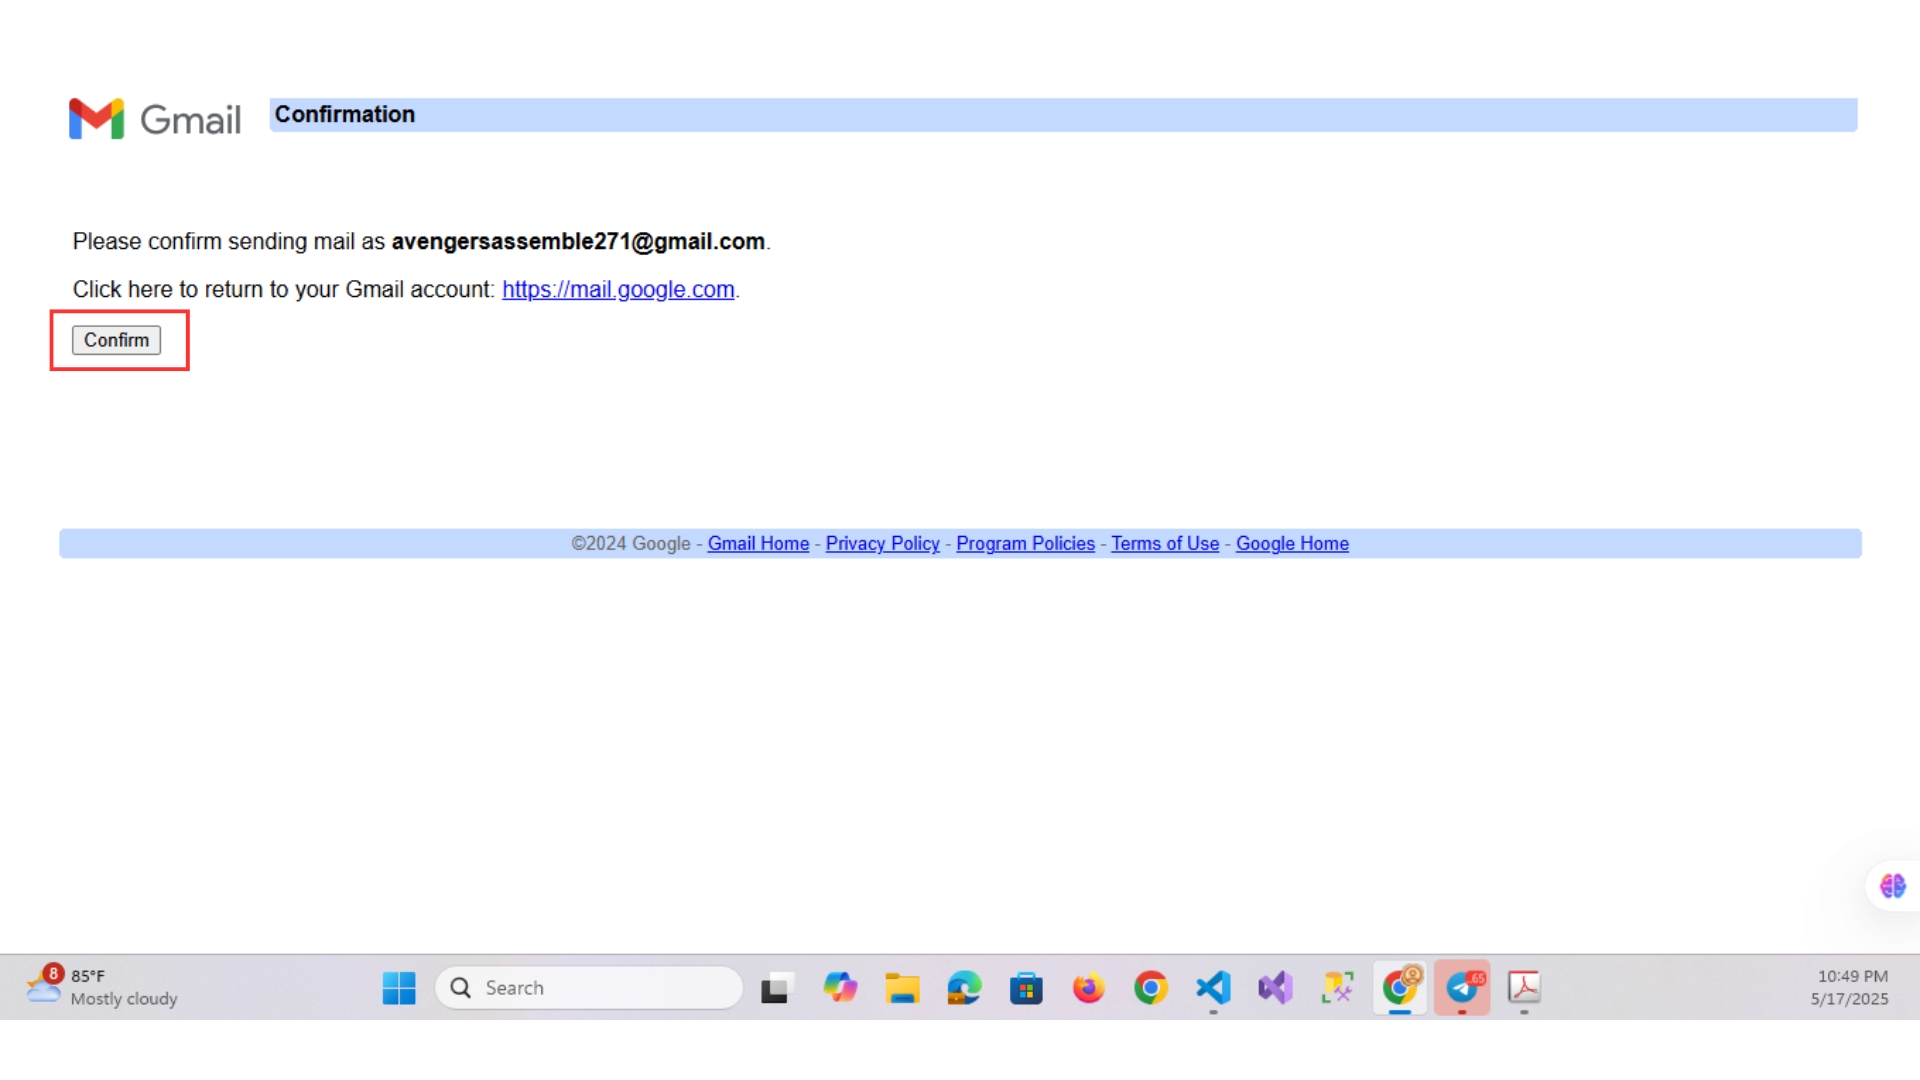 Gmail
Confirmation
Please confirm sending mail as avengersassemble271@gmail.com.
Click here to return to your Gmail account: https://mail.google.com.
Confirm
©2024 Google - Gmail Home - Privacy Policy - Program Policies - Terms of Use - Google Home
8
85°F
Mostly cloudy
Search
65
10:49 PM
5/17/2025